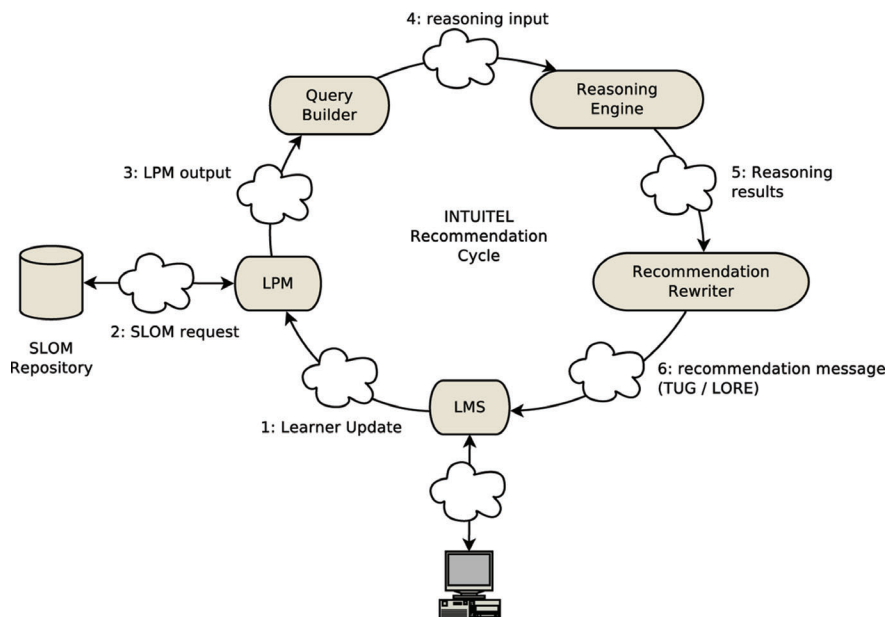 4: reasoning input
Query
Builder
Reasoning
Engine
3: LPM output
5: Reasoning
results
INTUITEL
Recommendation
Cycle
LPM
Recommendation
Rewriter
2: SLOM request
SLOM
Repository
6: recommendation message
(TUG / LORE)
LMS
1: Learner Update